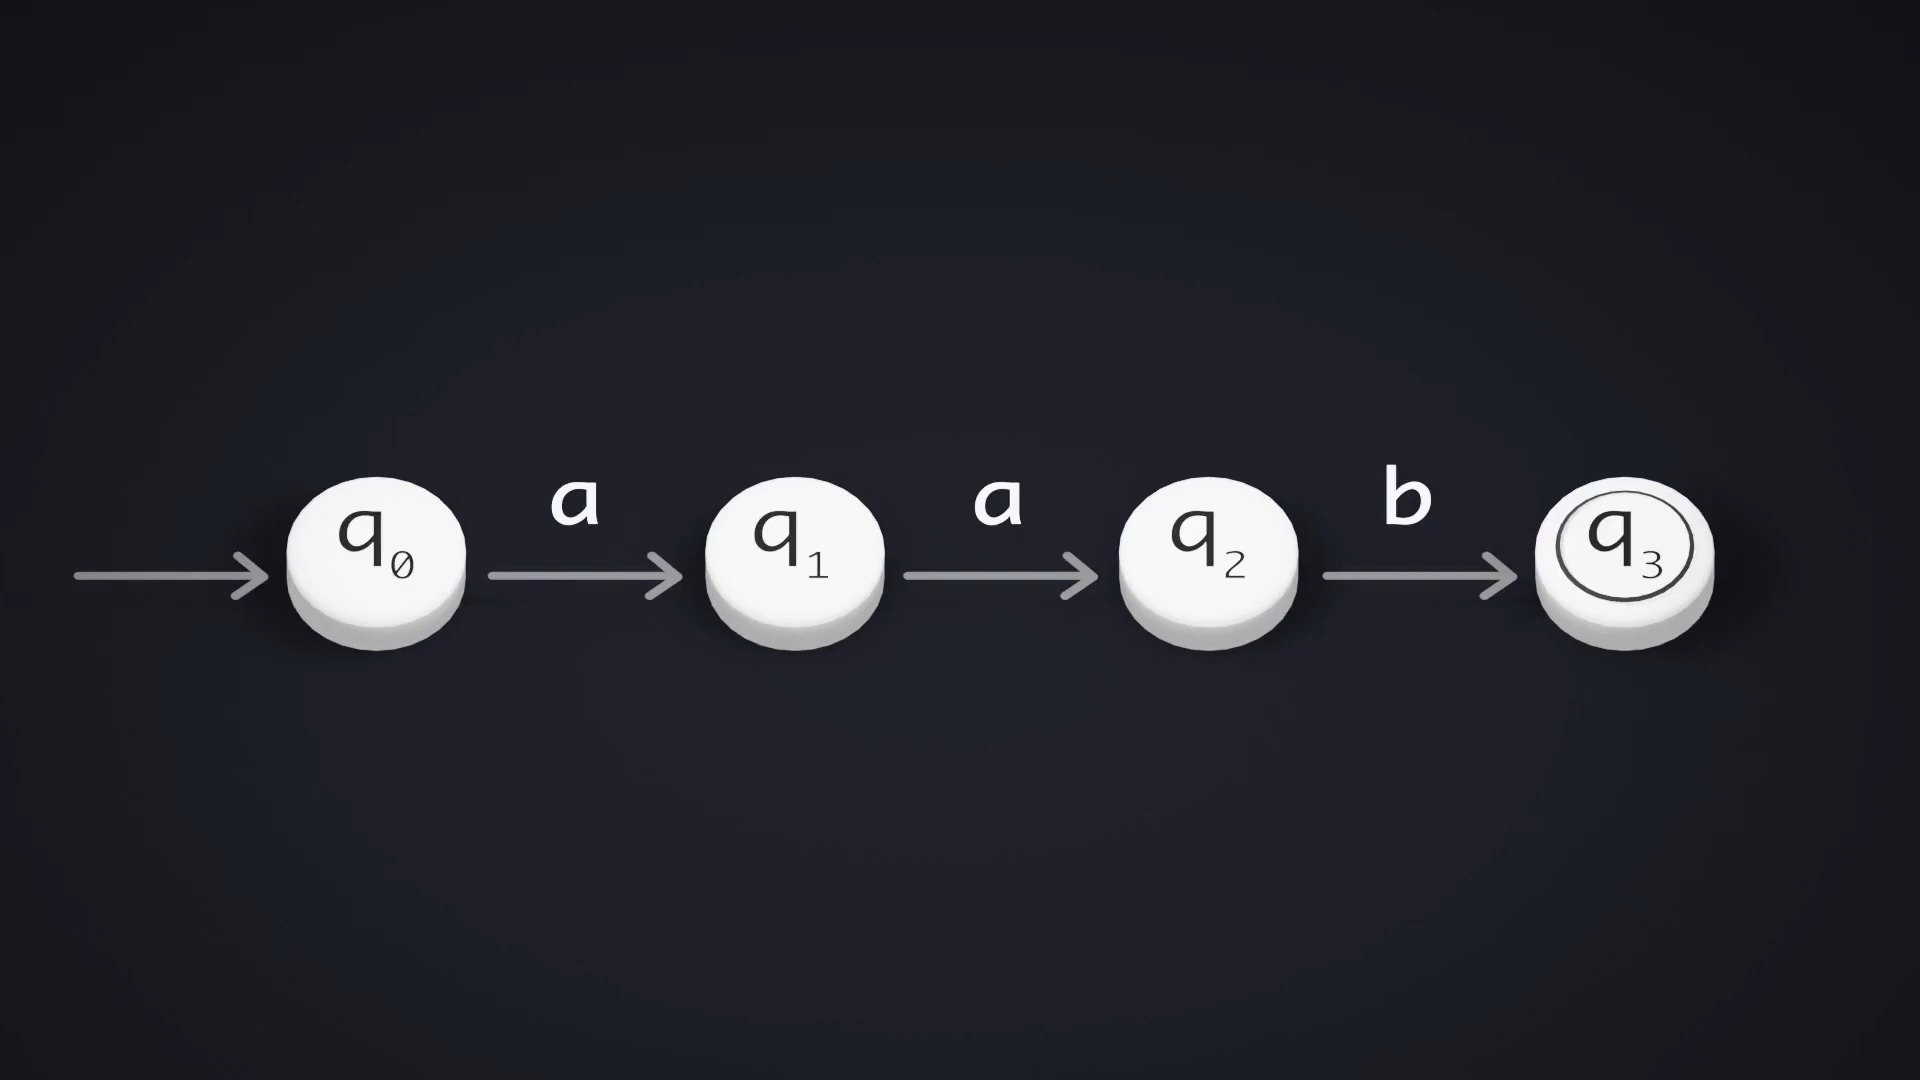 q₀ a q₁ a q₂ b q₃